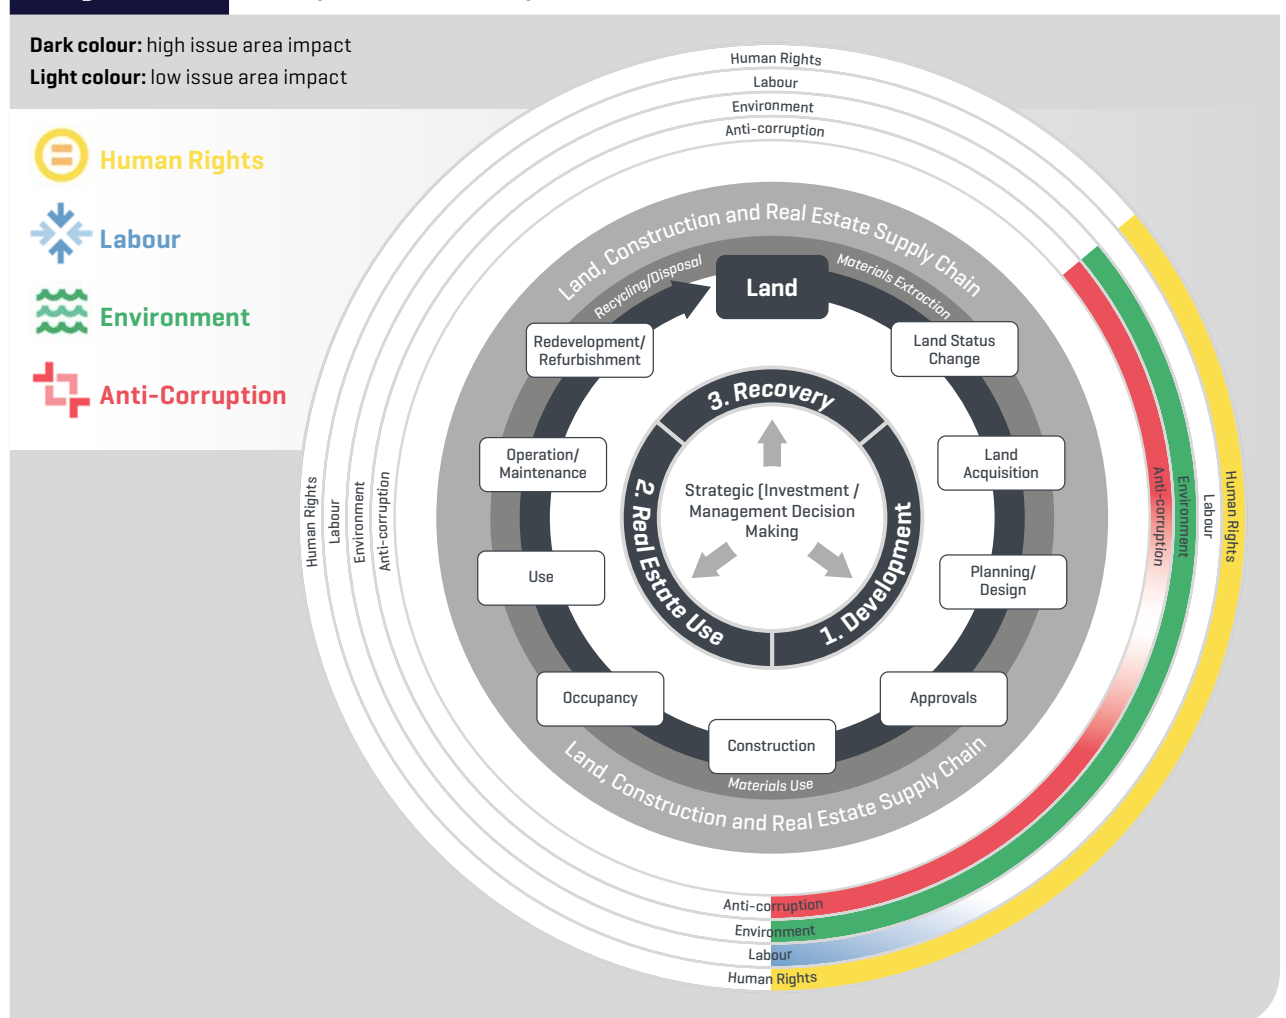 Dark colour: high issue area impact
Light colour: low issue area impact
Human Rights
Labour
Environment
Anti-Corruption
Human Rights
Labour
Environment
Anti-corruption
Land, Construction and Real Estate Supply Chain
Recycling/Disposal
Materials Extraction
Land
Redevelopment/
Refurbishment
Land Status
Change
Operation/
Maintenance
Land
Acquisition
Use
Planning/
Design
Occupancy
Approvals
Construction
Materials Use
Land, Construction and Real Estate Supply Chain
3. Recovery
2. Real Estate Use
1. Development
Strategic (Investment /
Management Decision
Making
Human Rights
Labour
Environment
Anti-corruption
Anti-corruption
Environment
Labour
Human Rights
Anti-corruption
Environment
Labour
Human Rights